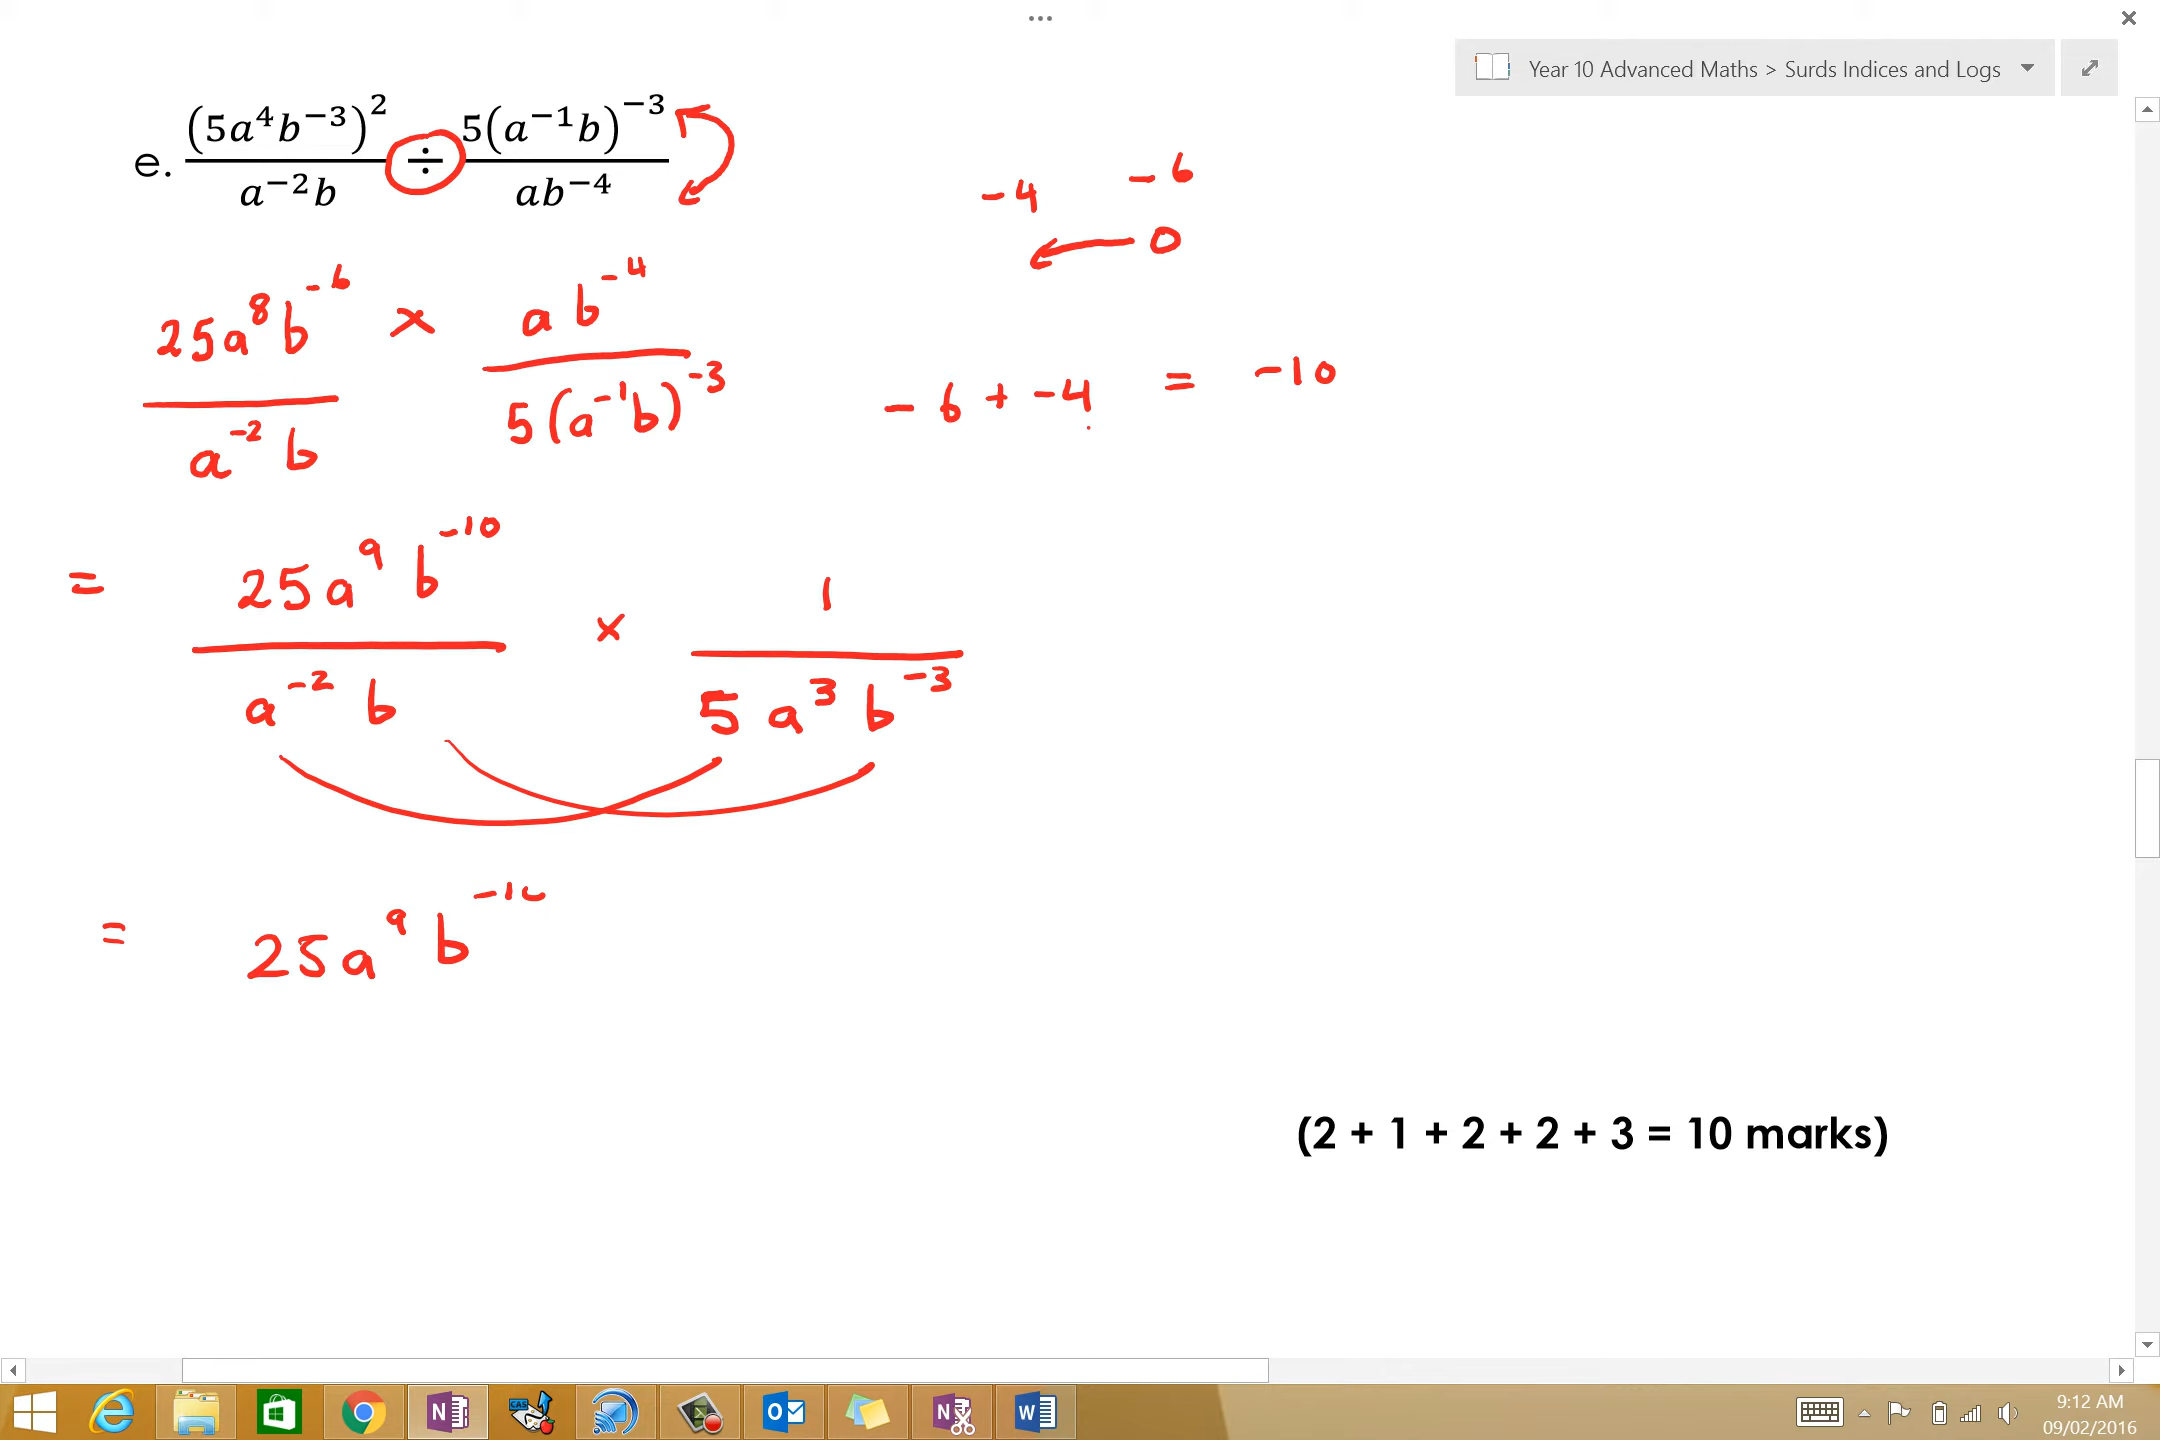 Year 10 Advanced Maths > Surds Indices and Logs
e. (5a⁴b⁻³)² / a⁻²b ÷ 5(a⁻¹b)⁻³ / ab⁻⁴
-4 -6
0
25a⁸b⁻⁶ / a⁻²b × ab⁻⁴ / 5(a⁻¹b)⁻³
-6 + -4 = -10
= 25a⁹b⁻¹⁰ / a⁻²b × 1 / 5a³b⁻³
= 25a⁹b⁻¹⁰
(2 + 1 + 2 + 2 + 3 = 10 marks)
CAS
9:12 AM
09/02/2016